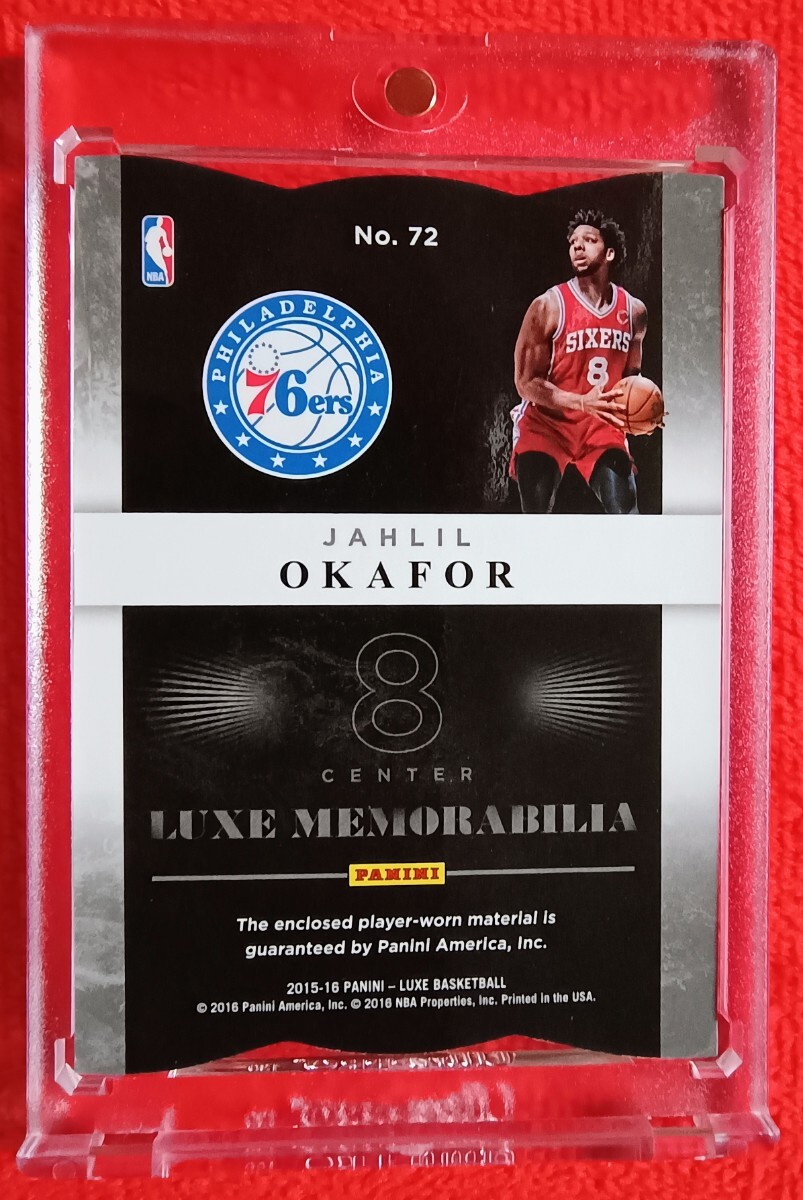 No. 72
NBA
PHILADELPHIA
76ers
SIXERS
8
JAHLIL
OKAFOR
8
CENTER
LUXE MEMORABILIA
PANINI
The enclosed player-worn material is
guaranteed by Panini America, Inc.
2015-16 PANINI – LUXE BASKETBALL
© 2016 Panini America, Inc. © 2016 NBA Properties, Inc. Printed in the USA.